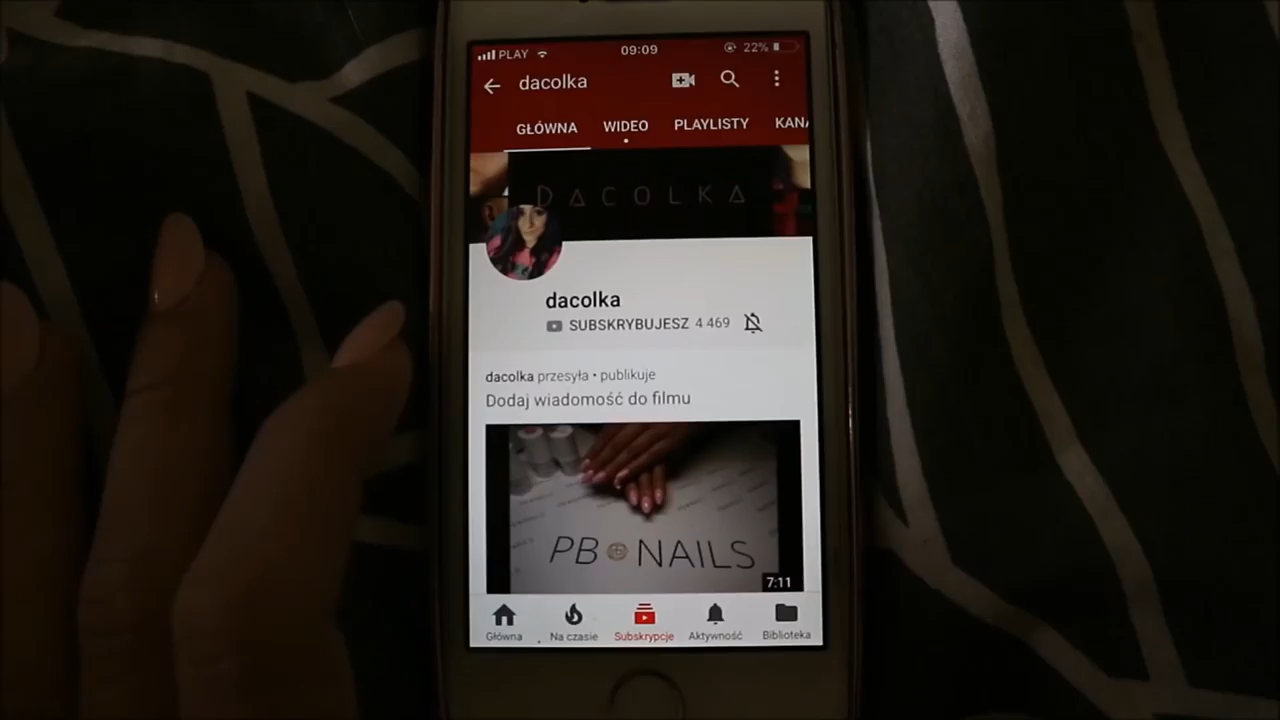 PLAY 09:09 22%
dacolka
GŁÓWNA WIDEO PLAYLISTY KANA
DACOLKA
dacolka
SUBSKRYBUJESZ 4 469
dacolka przesyła • publikuje
Dodaj wiadomość do filmu
PB NAILS
7:11
Główna Na czasie Subskrypcje Aktywność Biblioteka